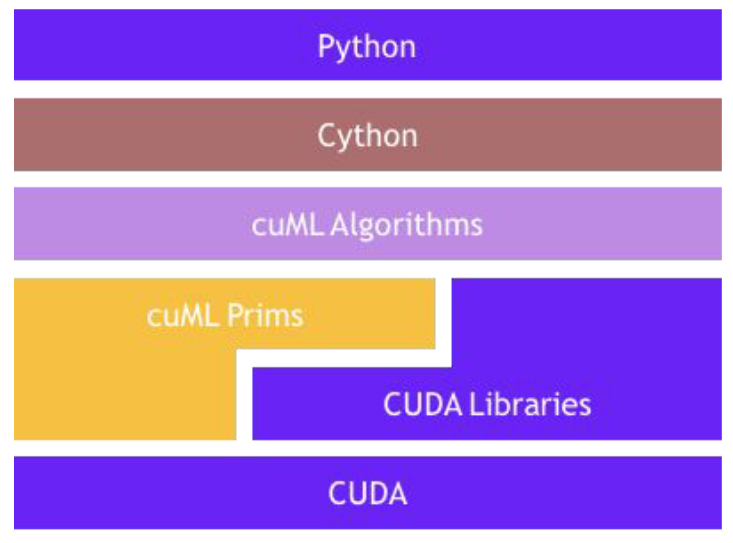 Python
Cython
cuML Algorithms
cuML Prims
CUDA Libraries
CUDA